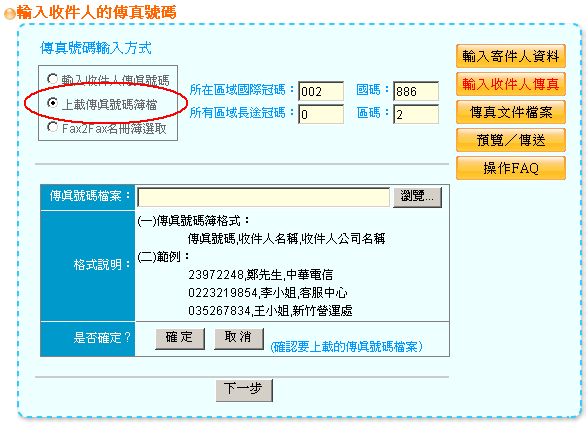 輸入收件人的傳真號碼
傳真號碼輸入方式
輸入收件人傳真號碼
上載傳真號碼簿檔
Fax2Fax名冊簿選取
所在區域國際冠碼： 002 國碼： 886
所有區域長途冠碼： 0 區碼： 2
輸入寄件人資料
輸入收件人傳真
傳真文件檔案
預覽／傳送
操作FAQ
傳真號碼檔案： 瀏覽...
格式說明：
(一)傳真號碼簿格式：
傳真號碼,收件人名稱,收件人公司名稱
(二)範例：
23972248,鄭先生,中華電信
0223219854,李小姐,客服中心
035267834,王小姐,新竹營運處
是否確定？ 確 定 取 消 (確認要上載的傳真號碼檔案)
下一步